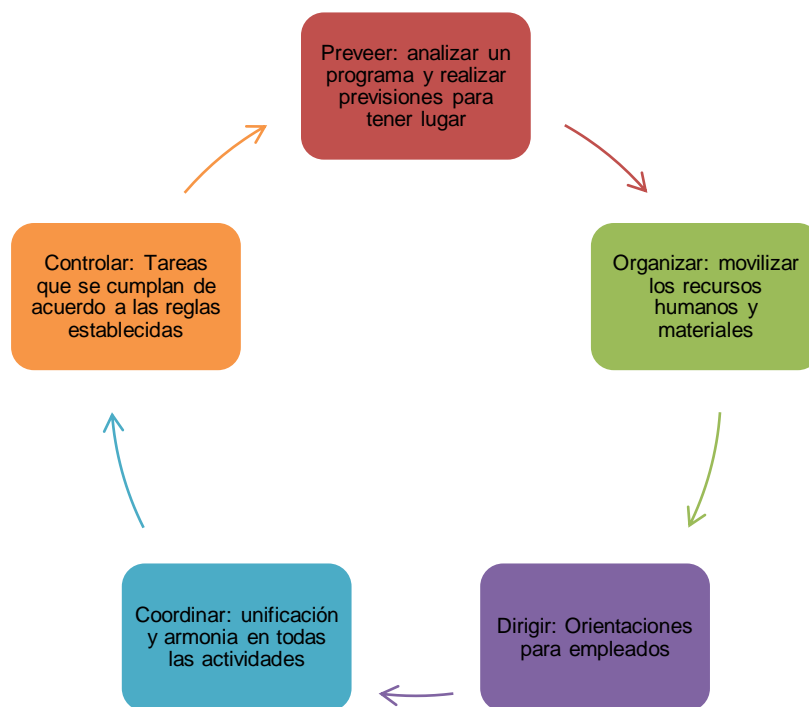 Preveer: analizar un
programa y realizar
previsiones para
tener lugar
Organizar: movilizar
los recursos
humanos y
materiales
Dirigir: Orientaciones
para empleados
Coordinar: unificación
y armonia en todas
las actividades
Controlar: Tareas
que se cumplan de
acuerdo a las reglas
establecidas